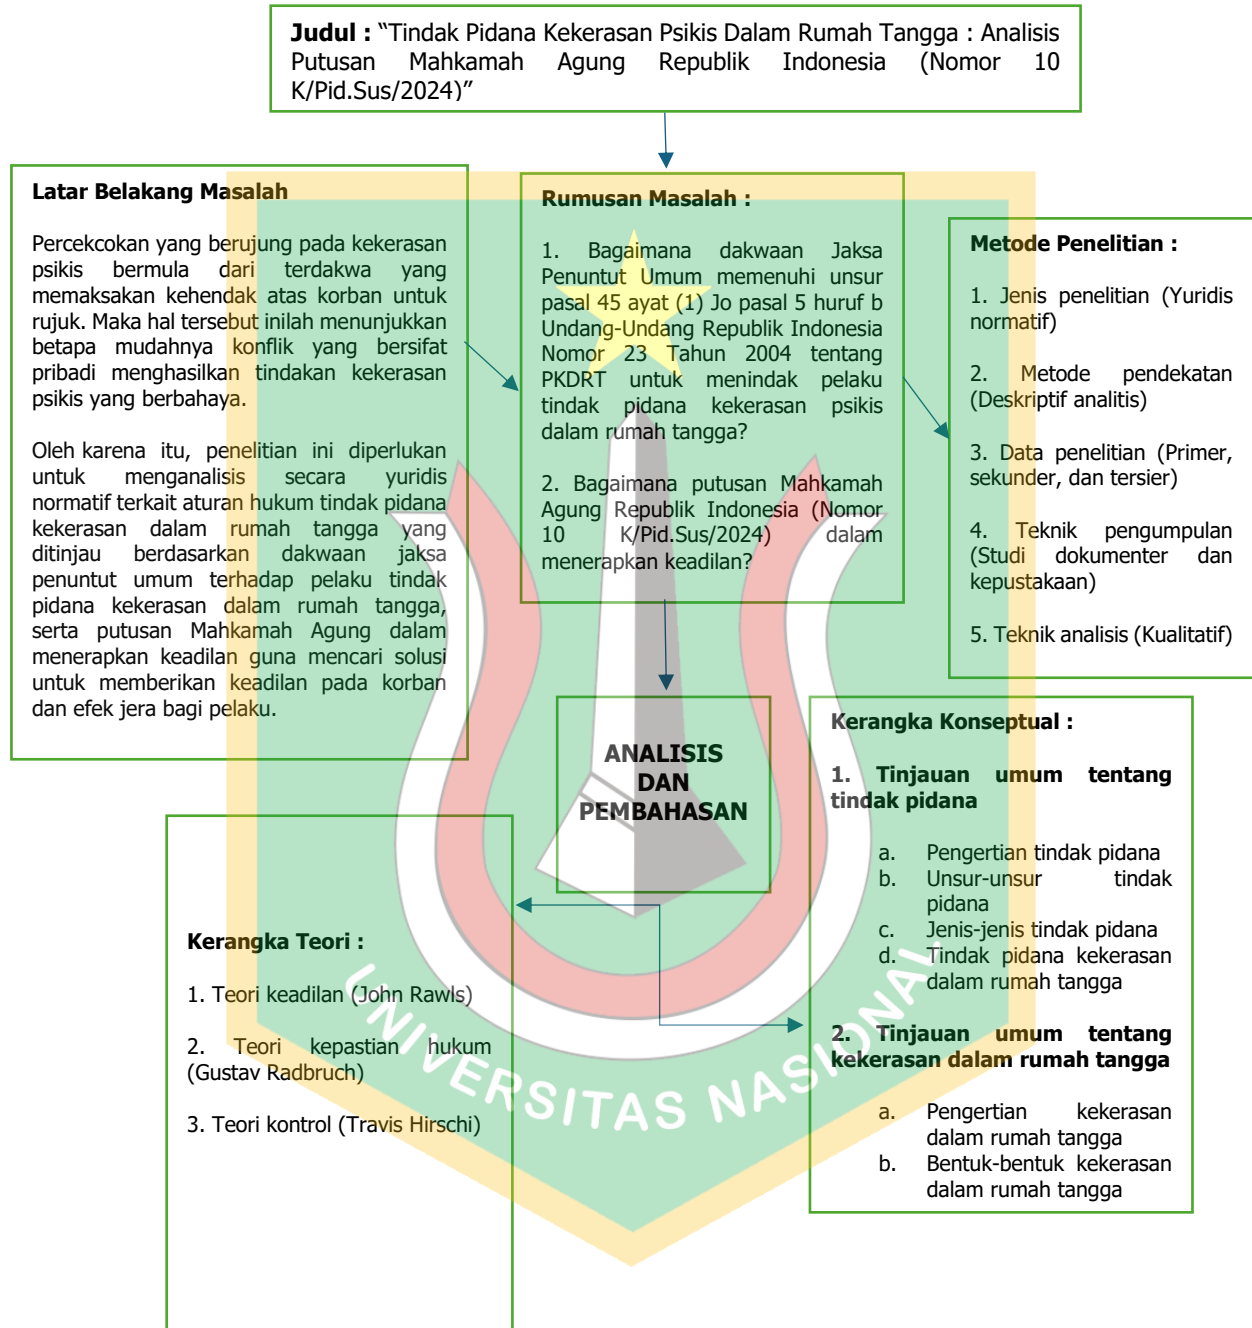 Judul : “Tindak Pidana Kekerasan Psikis Dalam Rumah Tangga : Analisis
Putusan Mahkamah Agung Republik Indonesia (Nomor 10
K/Pid.Sus/2024)”
Latar Belakang Masalah
Percekcokan yang berujung pada kekerasan
psikis bermula dari terdakwa yang
memaksakan kehendak atas korban untuk
rujuk. Maka hal tersebut inilah menunjukkan
betapa mudahnya konflik yang bersifat
pribadi menghasilkan tindakan kekerasan
psikis yang berbahaya.
Oleh karena itu, penelitian ini diperlukan
untuk menganalisis secara yuridis
normatif terkait aturan hukum tindak pidana
kekerasan dalam rumah tangga yang
ditinjau berdasarkan dakwaan jaksa
penuntut umum terhadap pelaku tindak
pidana kekerasan dalam rumah tangga,
serta putusan Mahkamah Agung dalam
menerapkan keadilan guna mencari solusi
untuk memberikan keadilan pada korban
dan efek jera bagi pelaku.
Rumusan Masalah :
1. Bagaimana dakwaan Jaksa
Penuntut Umum memenuhi unsur
pasal 45 ayat (1) Jo pasal 5 huruf b
Undang-Undang Republik Indonesia
Nomor 23 Tahun 2004 tentang
PKDRT untuk menindak pelaku
tindak pidana kekerasan psikis
dalam rumah tangga?
2. Bagaimana putusan Mahkamah
Agung Republik Indonesia (Nomor
10 K/Pid.Sus/2024) dalam
menerapkan keadilan?
Metode Penelitian :
1. Jenis penelitian (Yuridis
normatif)
2. Metode pendekatan
(Deskriptif analitis)
3. Data penelitian (Primer,
sekunder, dan tersier)
4. Teknik pengumpulan
(Studi dokumenter dan
kepustakaan)
5. Teknik analisis (Kualitatif)
ANALISIS
DAN
PEMBAHASAN
Kerangka Teori :
1. Teori keadilan (John Rawls)
2. Teori kepastian hukum
(Gustav Radbruch)
3. Teori kontrol (Travis Hirschi)
Kerangka Konseptual :
1. Tinjauan umum tentang
tindak pidana
a. Pengertian tindak pidana
b. Unsur-unsur tindak
pidana
c. Jenis-jenis tindak pidana
d. Tindak pidana kekerasan
dalam rumah tangga
2. Tinjauan umum tentang
kekerasan dalam rumah tangga
a. Pengertian kekerasan
dalam rumah tangga
b. Bentuk-bentuk kekerasan
dalam rumah tangga
UNIVERSITAS NASIONAL